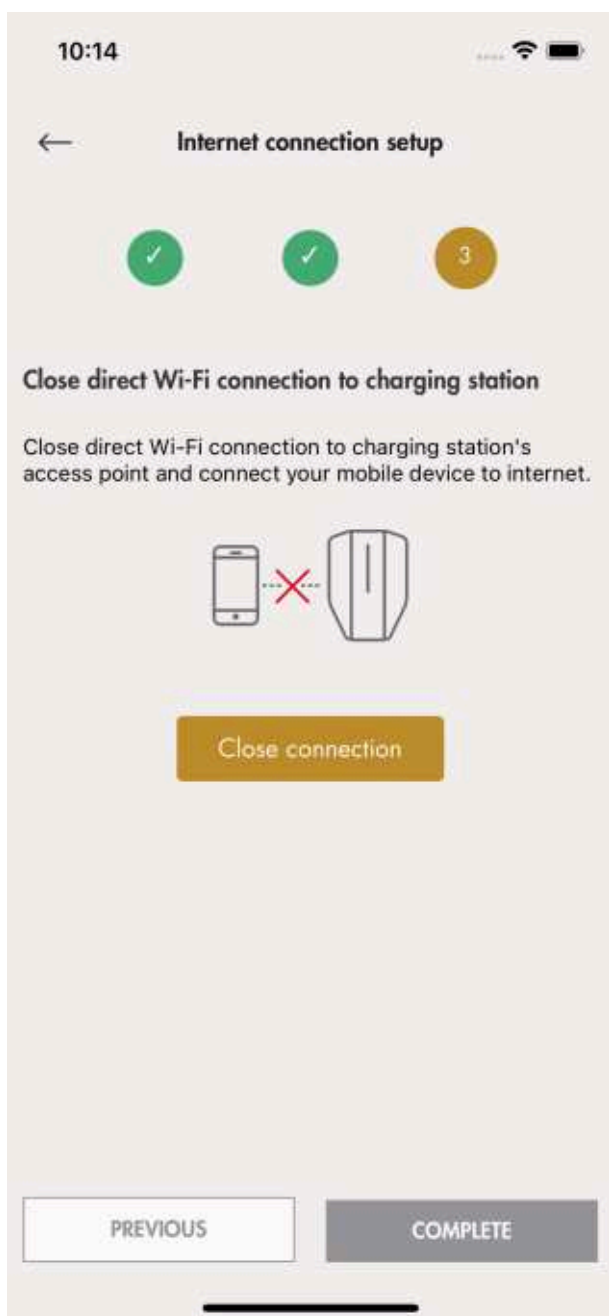 10:14
Internet connection setup
3
Close direct Wi-Fi connection to charging station
Close direct Wi-Fi connection to charging station's
access point and connect your mobile device to internet.
Close connection
PREVIOUS
COMPLETE